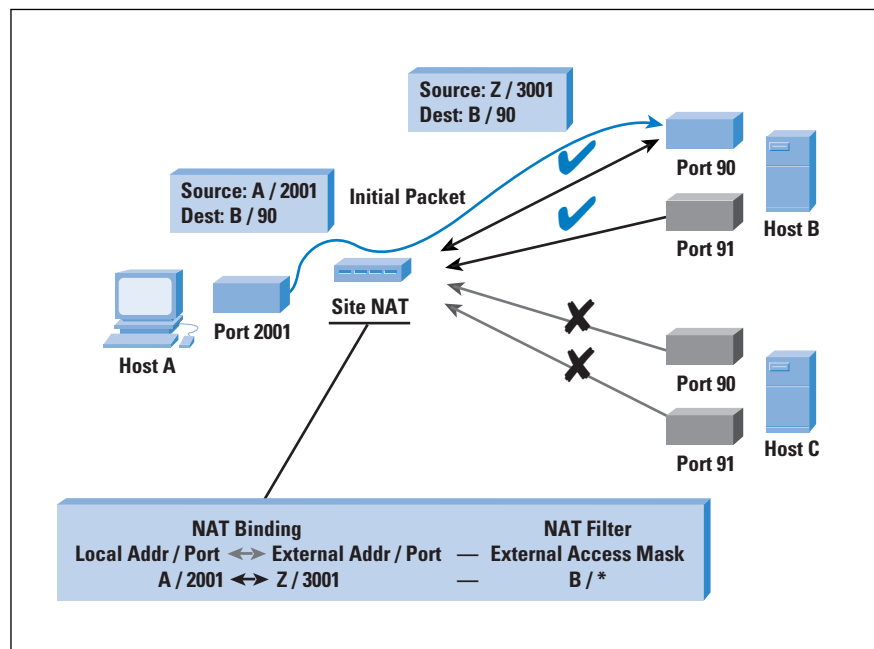 Source: Z / 3001
Dest: B / 90
Source: A / 2001
Dest: B / 90
Initial Packet
Port 90
Port 91
Host B
Site NAT
Port 2001
Host A
Port 90
Port 91
Host C
NAT Binding NAT Filter
Local Addr / Port External Addr / Port — External Access Mask
A / 2001 Z / 3001 — B / *